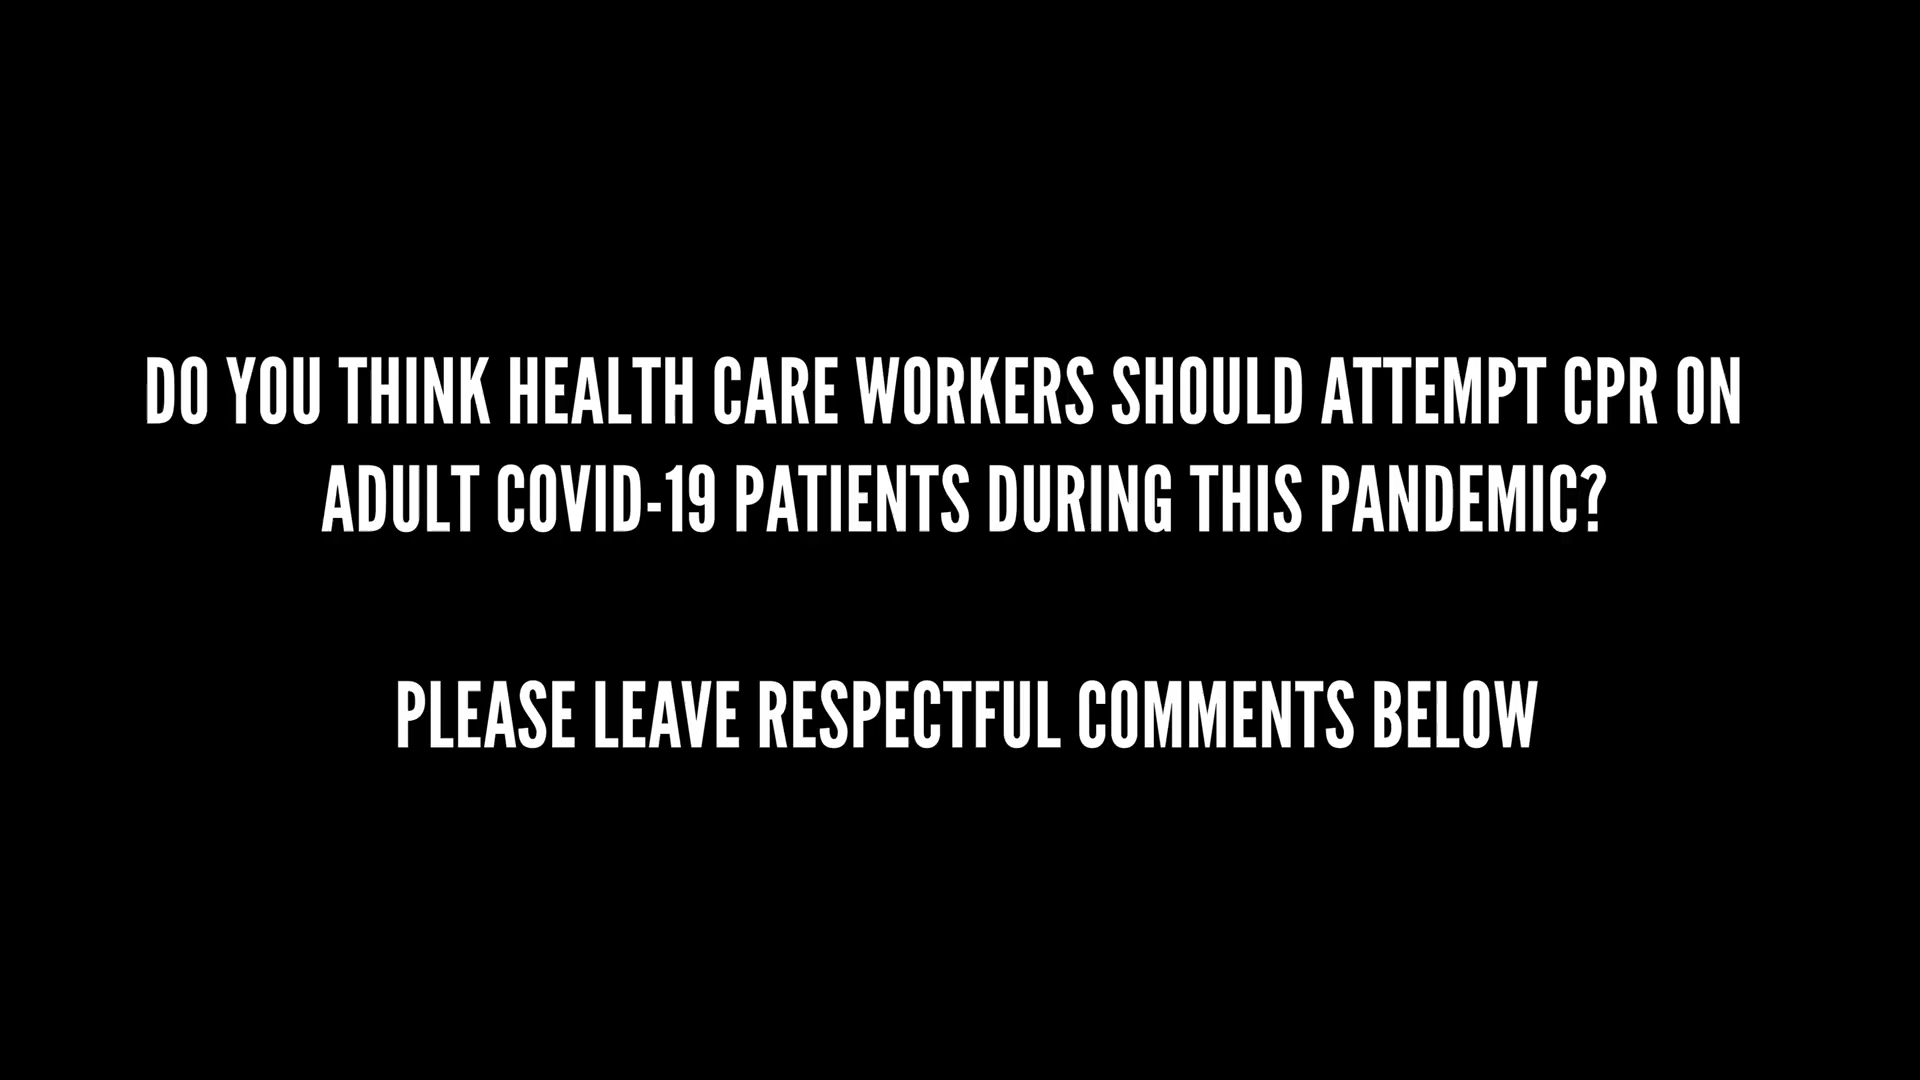 DO YOU THINK HEALTH CARE WORKERS SHOULD ATTEMPT CPR ON
ADULT COVID-19 PATIENTS DURING THIS PANDEMIC?
PLEASE LEAVE RESPECTFUL COMMENTS BELOW